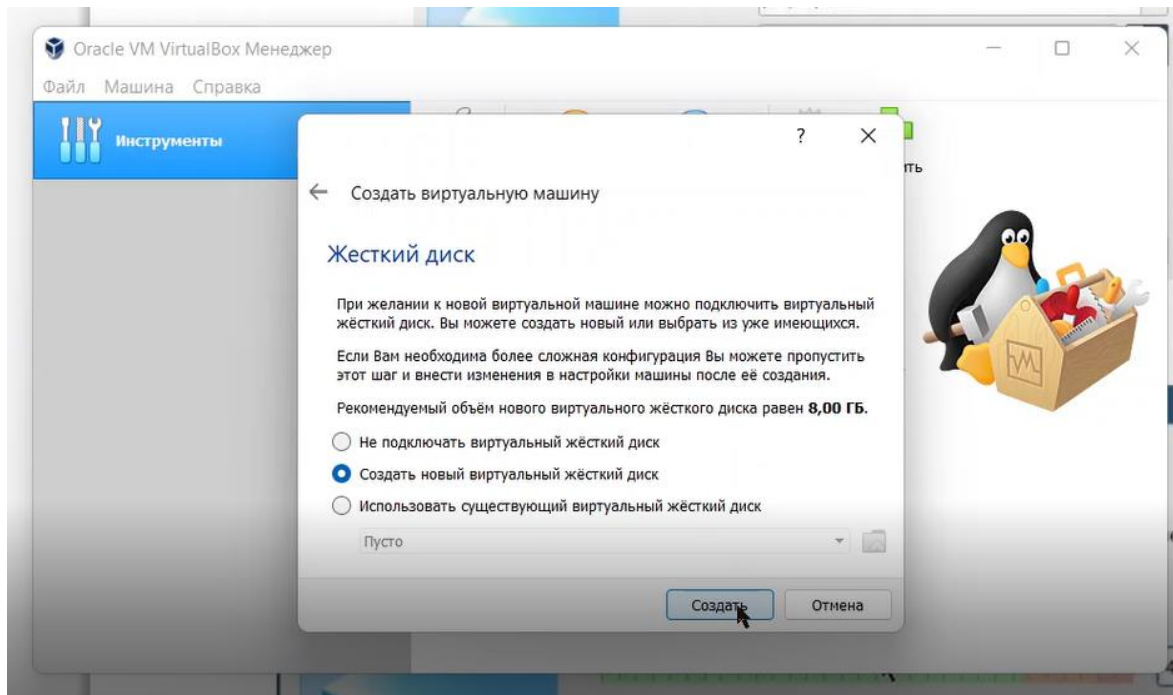 Oracle VM VirtualBox Менеджер
Файл Машина Справка
Инструменты
?
ить
Создать виртуальную машину
Жесткий диск
При желании к новой виртуальной машине можно подключить виртуальный
жёсткий диск. Вы можете создать новый или выбрать из уже имеющихся.
Если Вам необходима более сложная конфигурация Вы можете пропустить
этот шаг и внести изменения в настройки машины после её создания.
Рекомендуемый объём нового виртуального жёсткого диска равен 8,00 ГБ.
Не подключать виртуальный жёсткий диск
Создать новый виртуальный жёсткий диск
Использовать существующий виртуальный жёсткий диск
Пусто
Создать Отмена